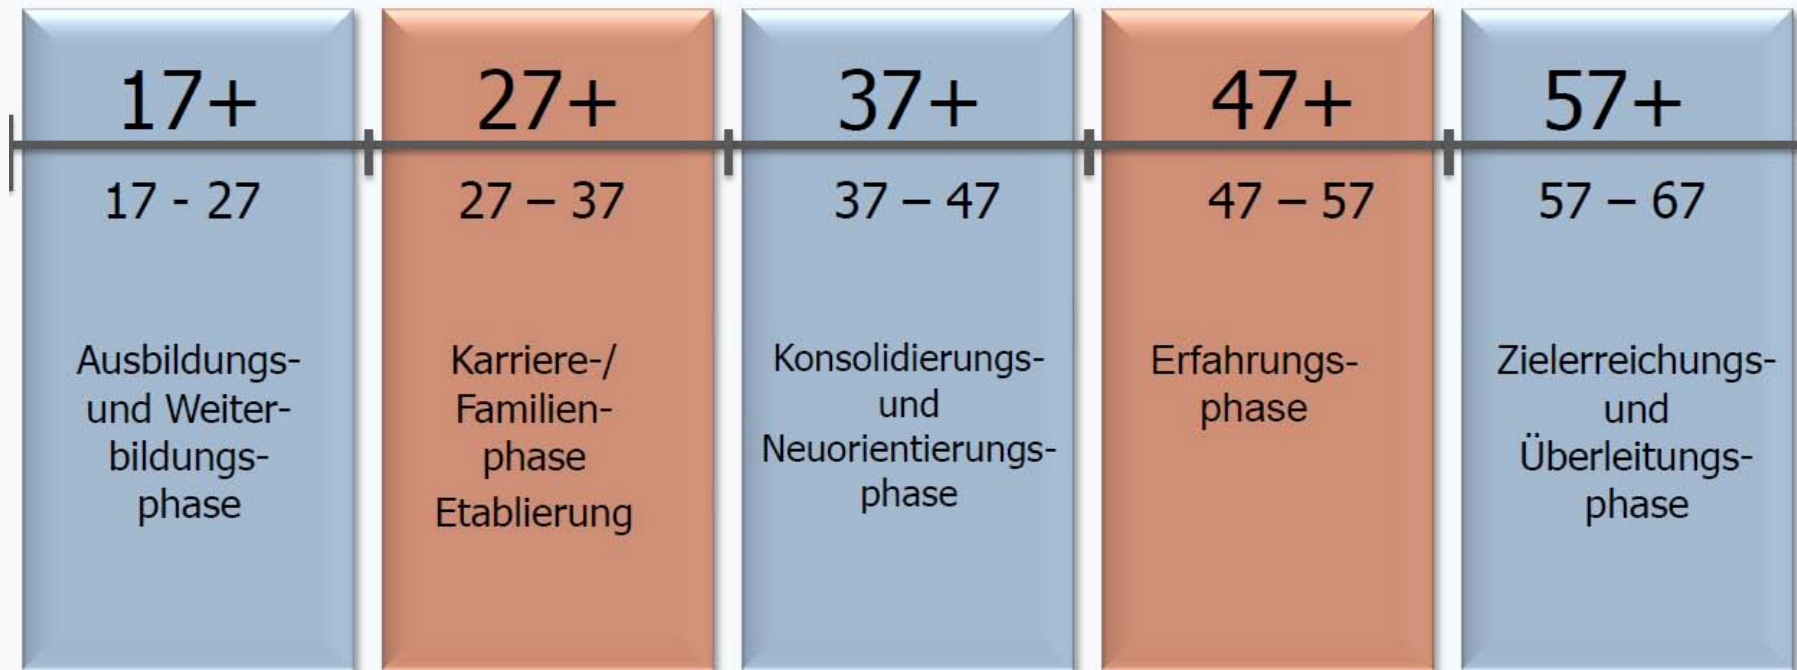 17+
17 - 27
Ausbildungs-
und Weiter-
bildungs-
phase
27+
27 – 37
Karriere-/
Familien-
phase
Etablierung
37+
37 – 47
Konsolidierungs-
und
Neuorientierungs-
phase
47+
47 – 57
Erfahrungs-
phase
57+
57 – 67
Zielerreichungs-
und
Überleitungs-
phase